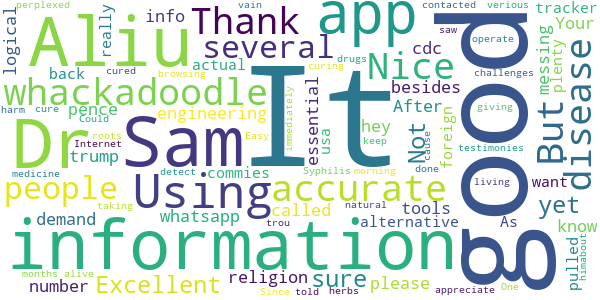 perplexed
contacted verious
vain
Aliu
Thank
app
saw
tracker
info
really
several
cdc
operate
Your
logical
Nice
drugs
curing
good
actual
challenges
cured
back
browsing
messing
plenty
whackadoodle
besides
giving
harm
cure
Could
pence
essential
After
But
disease
engineering
hey
Dr
Sam
It
immediately
Not
cause
foreign
roots
Easy
usa
keep
testimonies
trump
Internet
commies
Syphilis
morning
yet
medicine
detect
done
living
people
Using
accurate
natural
want
taking
called
tools
As
know
demand
whatsapp
alternative
trou
information
pulled
himabout
religion
sure
please
months alive
number
Excellent
Since
told
herbs
appreciate
One